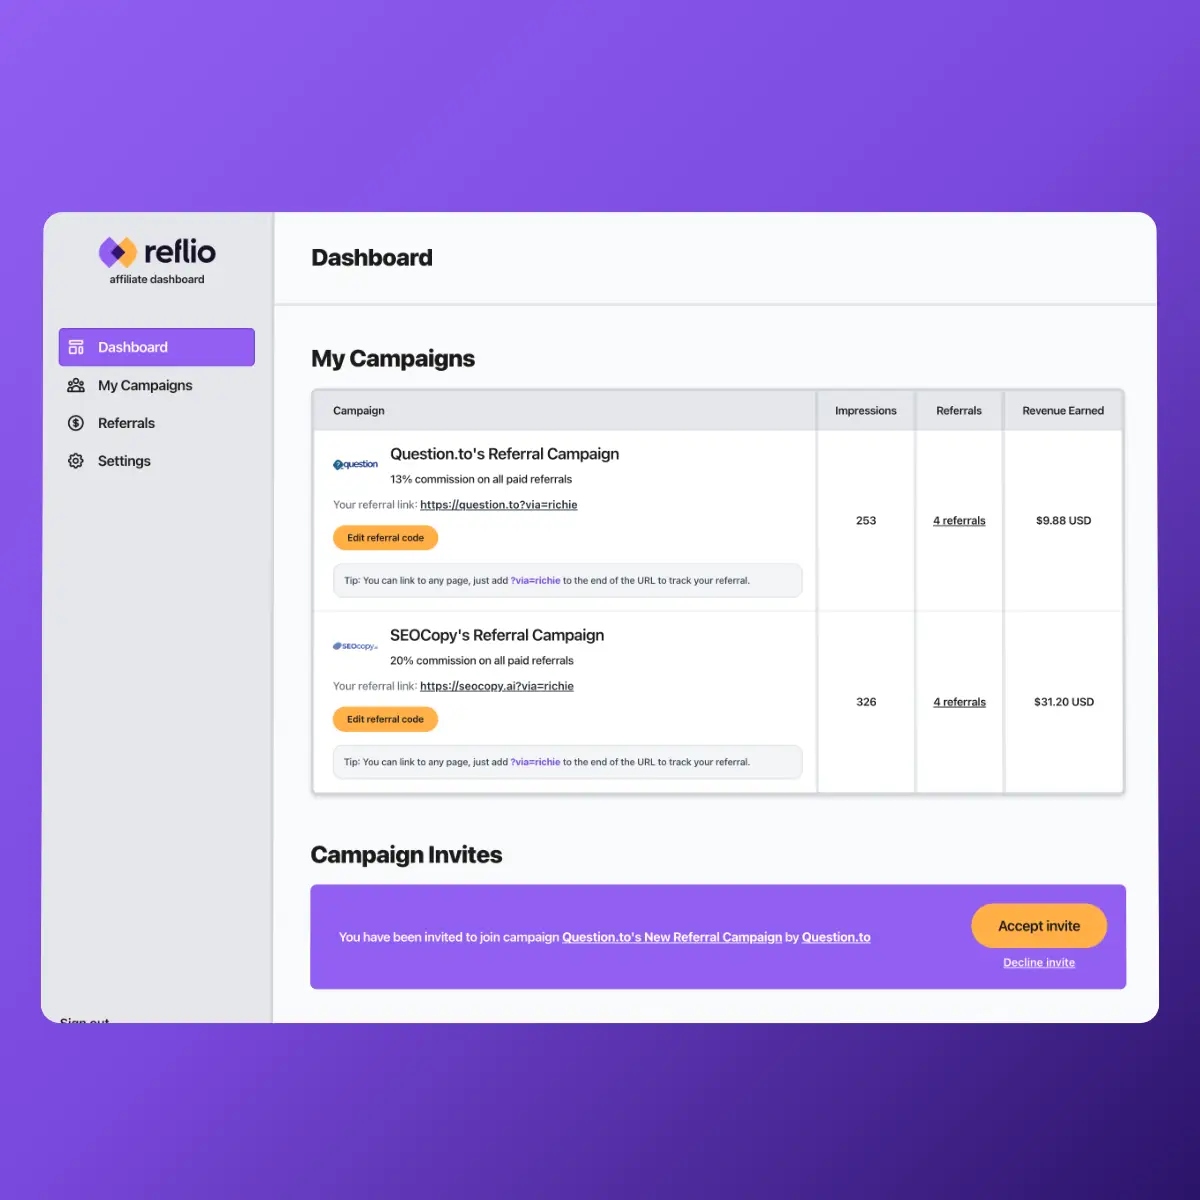 reflio
affiliate dashboard
Dashboard
My Campaigns
Referrals
Settings
Sign out
Dashboard
My Campaigns
Campaign
Impressions
Referrals
Revenue Earned
question
Question.to's Referral Campaign
13% commission on all paid referrals
Your referral link: https://question.to?via=richie
Edit referral code
Tip: You can link to any page, just add ?via=richie to the end of the URL to track your referral.
253
4 referrals
$9.88 USD
SEOcopy.ai
SEOCopy's Referral Campaign
20% commission on all paid referrals
Your referral link: https://seocopy.ai?via=richie
Edit referral code
Tip: You can link to any page, just add ?via=richie to the end of the URL to track your referral.
326
4 referrals
$31.20 USD
Campaign Invites
You have been invited to join campaign Question.to's New Referral Campaign by Question.to
Accept invite
Decline invite